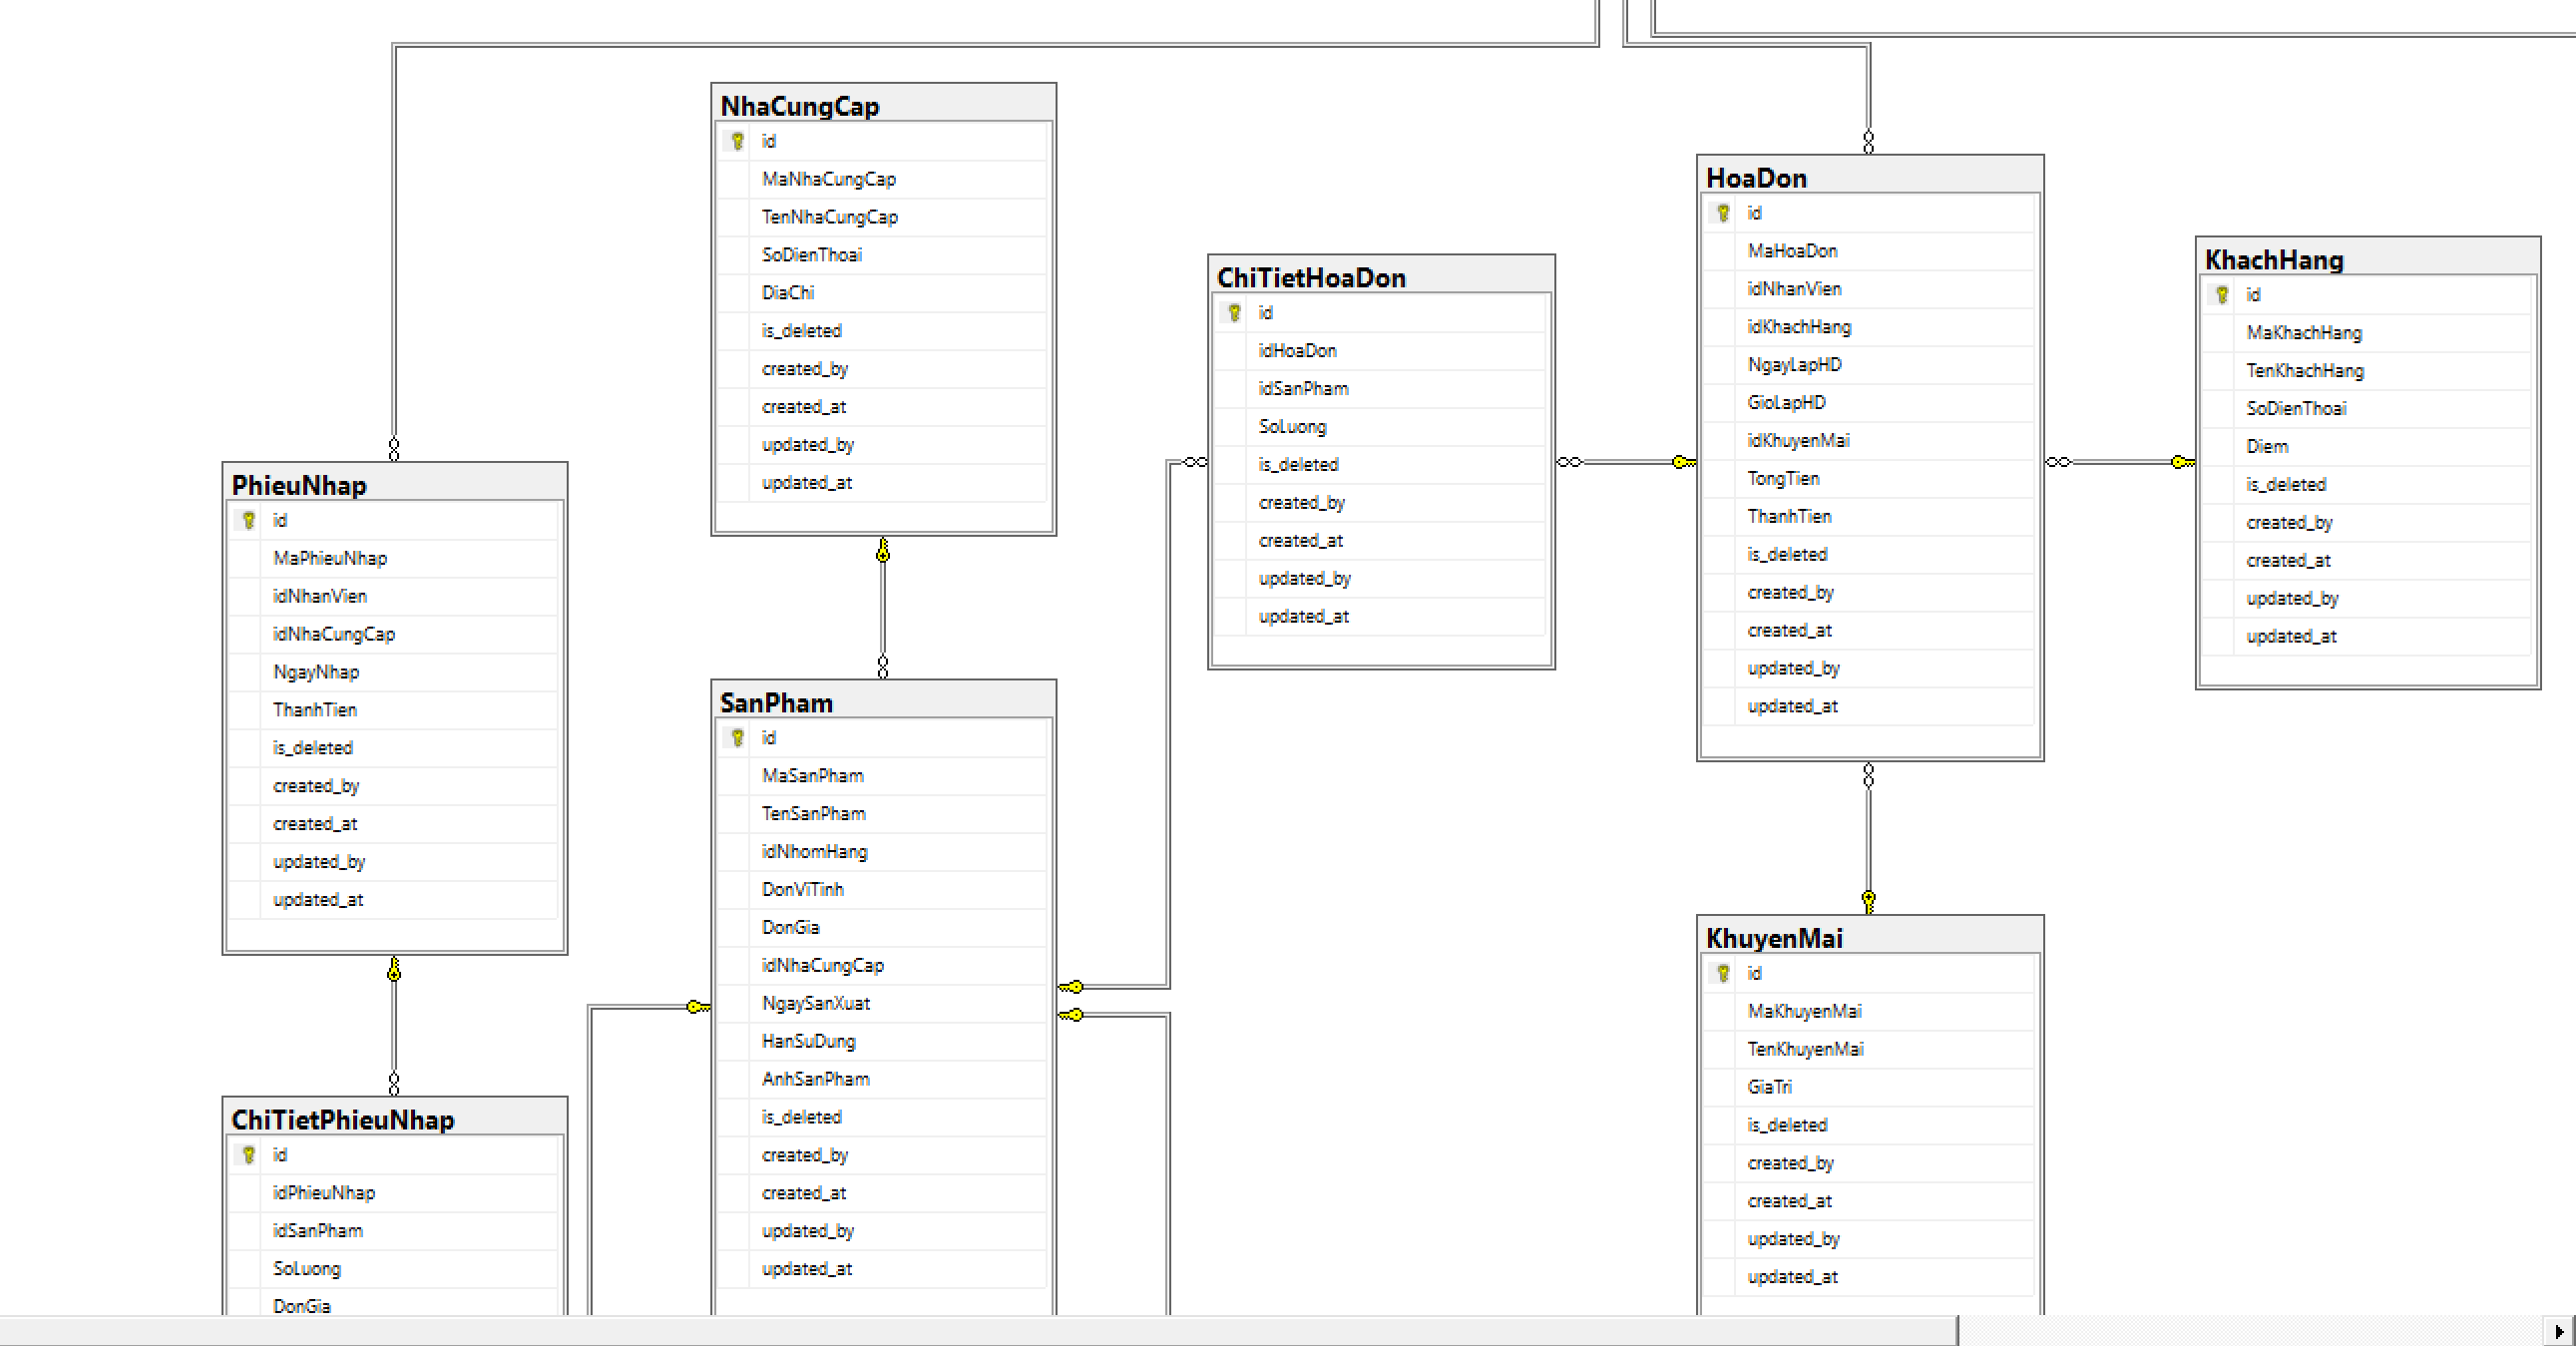 NhaCungCap
id
MaNhaCungCap
TenNhaCungCap
SoDienThoai
DiaChi
is_deleted
created_by
created_at
updated_by
updated_at
HoaDon
id
MaHoaDon
idNhanVien
idKhachHang
NgayLapHD
GioLapHD
idKhuyenMai
TongTien
ThanhTien
is_deleted
created_by
created_at
updated_by
updated_at
KhachHang
id
MaKhachHang
TenKhachHang
SoDienThoai
Diem
is_deleted
created_by
created_at
updated_by
updated_at
ChiTietHoaDon
id
idHoaDon
idSanPham
SoLuong
is_deleted
created_by
created_at
updated_by
updated_at
PhieuNhap
id
MaPhieuNhap
idNhanVien
idNhaCungCap
NgayNhap
ThanhTien
is_deleted
created_by
created_at
updated_by
updated_at
SanPham
id
MaSanPham
TenSanPham
idNhomHang
DonViTinh
DonGia
idNhaCungCap
NgaySanXuat
HanSuDung
AnhSanPham
is_deleted
created_by
created_at
updated_by
updated_at
KhuyenMai
id
MaKhuyenMai
TenKhuyenMai
GiaTri
is_deleted
created_by
created_at
updated_by
updated_at
ChiTietPhieuNhap
id
idPhieuNhap
idSanPham
SoLuong
DonGia